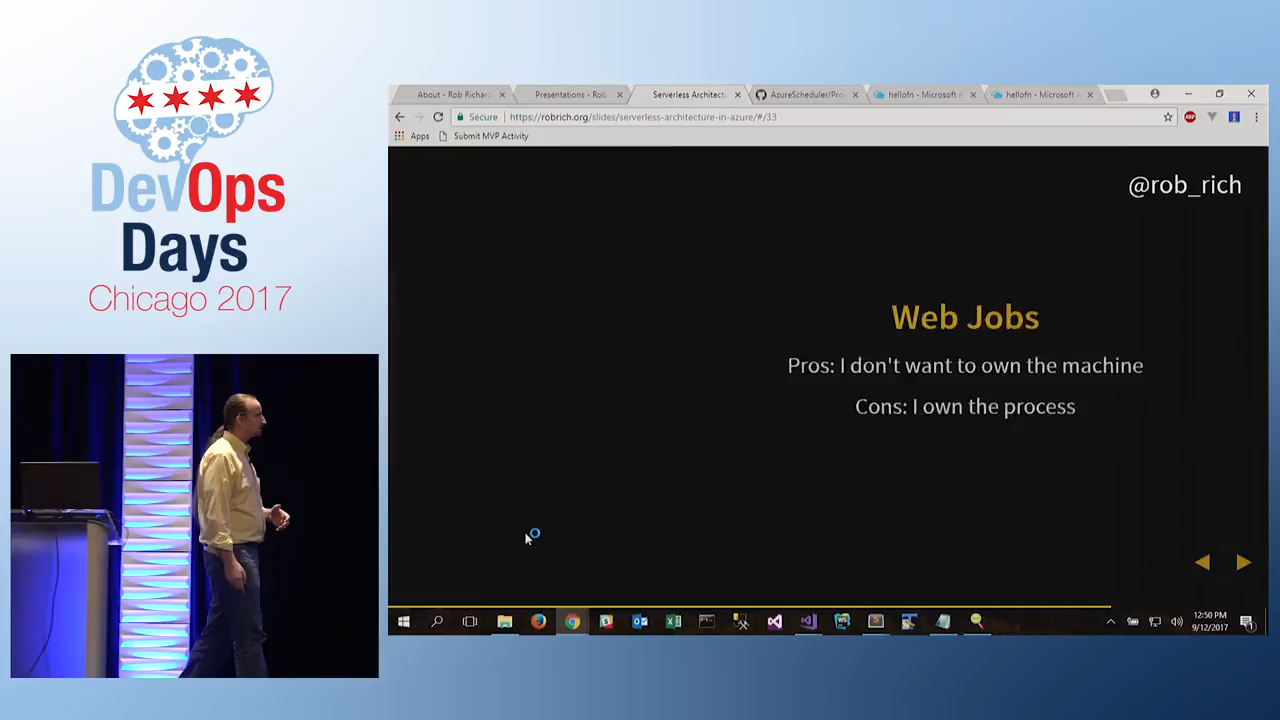 DevOps
Days
Chicago 2017
About - Rob Richar
Presentations - Rob
Serverless Architectu
AzureScheduler/Pro
hellofn - Microsoft A
hellofn - Microsoft A
Secure
https://robrich.org/slides/serverless-architecture-in-azure/#/33
ABP
Apps
Submit MVP Activity
@rob_rich
Web Jobs
Pros: I don't want to own the machine
Cons: I own the process
12:50 PM
9/12/2017